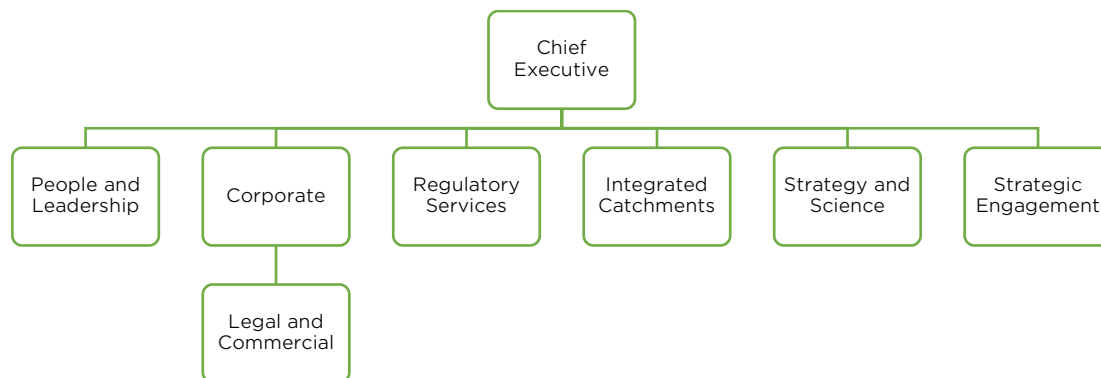 Chief
Executive
People and
Leadership
Corporate
Regulatory
Services
Integrated
Catchments
Strategy and
Science
Strategic
Engagement
Legal and
Commercial